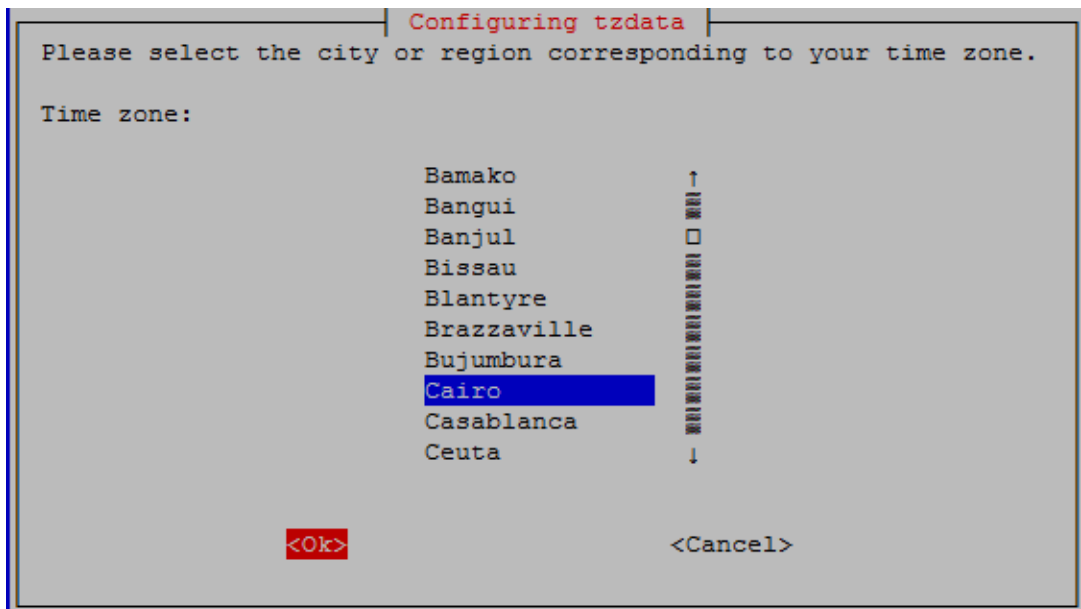 Configuring tzdata
Please select the city or region corresponding to your time zone.
Time zone:
Bamako
Bangui
Banjul
Bissau
Blantyre
Brazzaville
Bujumbura
Cairo
Casablanca
Ceuta
<Ok> <Cancel>